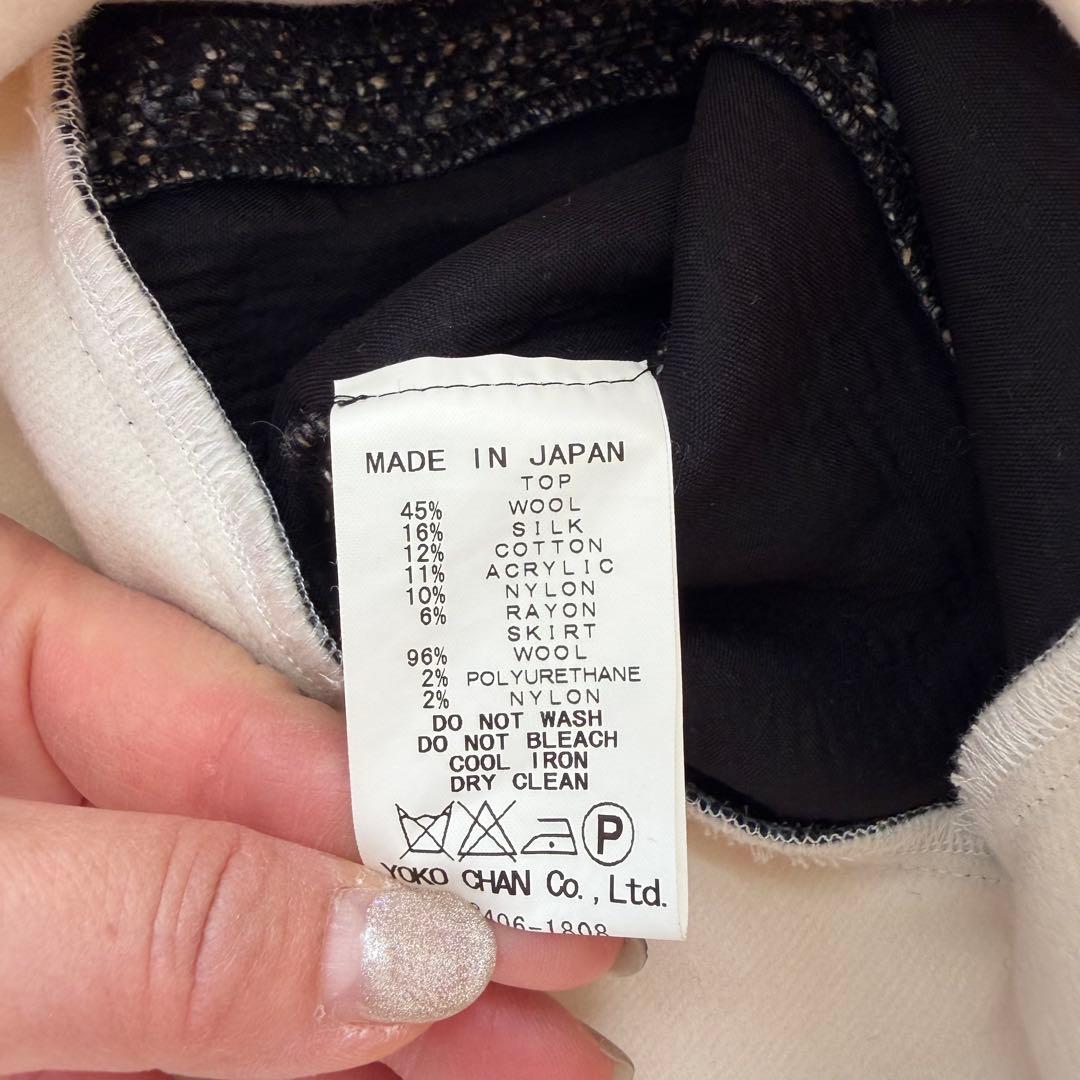 MADE IN JAPAN
TOP
45% WOOL
16% SILK
12% COTTON
11% ACRYLIC
10% NYLON
6% RAYON
SKIRT
96% WOOL
2% POLYURETHANE
2% NYLON
DO NOT WASH
DO NOT BLEACH
COOL IRON
DRY CLEAN
P
YOKO CHAN Co., Ltd.